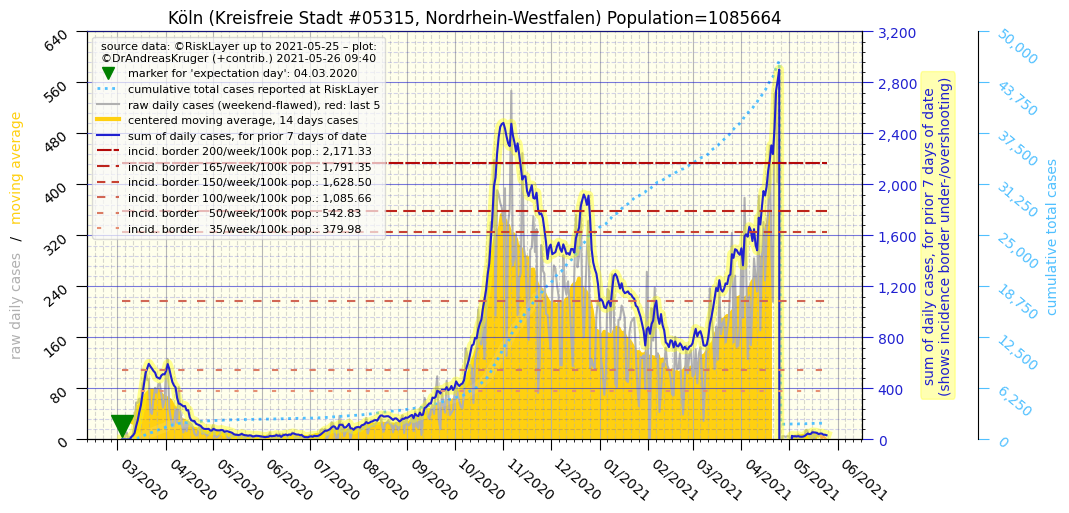 Köln (Kreisfreie Stadt #05315, Nordrhein-Westfalen) Population=1085664
source data: ©RiskLayer up to 2021-05-25 – plot:
©DrAndreasKruger (+contrib.) 2021-05-26 09:40
marker for 'expectation day': 04.03.2020
cumulative total cases reported at RiskLayer
raw daily cases (weekend-flawed), red: last 5
centered moving average, 14 days cases
sum of daily cases, for prior 7 days of date
incid. border 200/week/100k pop.: 2,171.33
incid. border 165/week/100k pop.: 1,791.35
incid. border 150/week/100k pop.: 1,628.50
incid. border 100/week/100k pop.: 1,085.66
incid. border   50/week/100k pop.: 542.83
incid. border   35/week/100k pop.: 379.98
raw daily cases   /   moving average
640
560
480
400
320
240
160
80
0
03/2020
04/2020
05/2020
06/2020
07/2020
08/2020
09/2020
10/2020
11/2020
12/2020
01/2021
02/2021
03/2021
04/2021
05/2021
06/2021
3,200
2,800
2,400
2,000
1,600
1,200
800
400
0
sum of daily cases, for prior 7 days of date
(shows incidence border under-/overshooting)
50,000
43,750
37,500
31,250
25,000
18,750
12,500
6,250
0
cumulative total cases